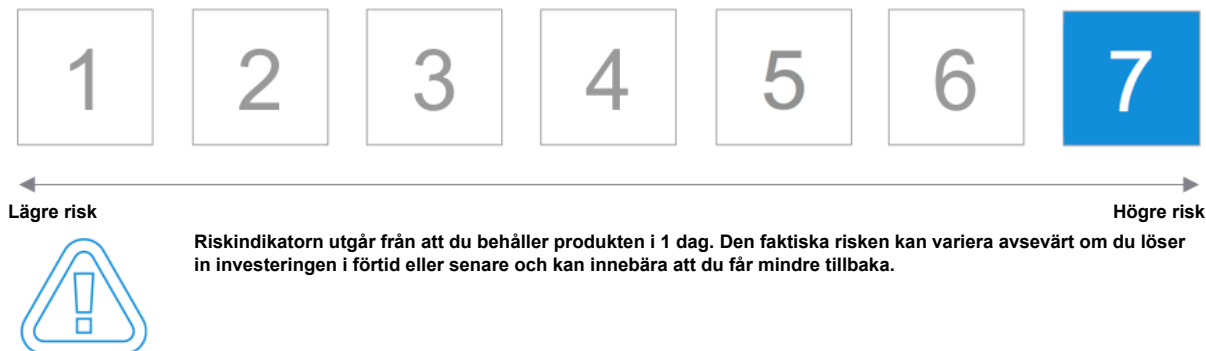 1 2 3 4 5 6 7
Lägre risk Högre risk
Riskindikatorn utgår från att du behåller produkten i 1 dag. Den faktiska risken kan variera avsevärt om du löser
in investeringen i förtid eller senare och kan innebära att du får mindre tillbaka.